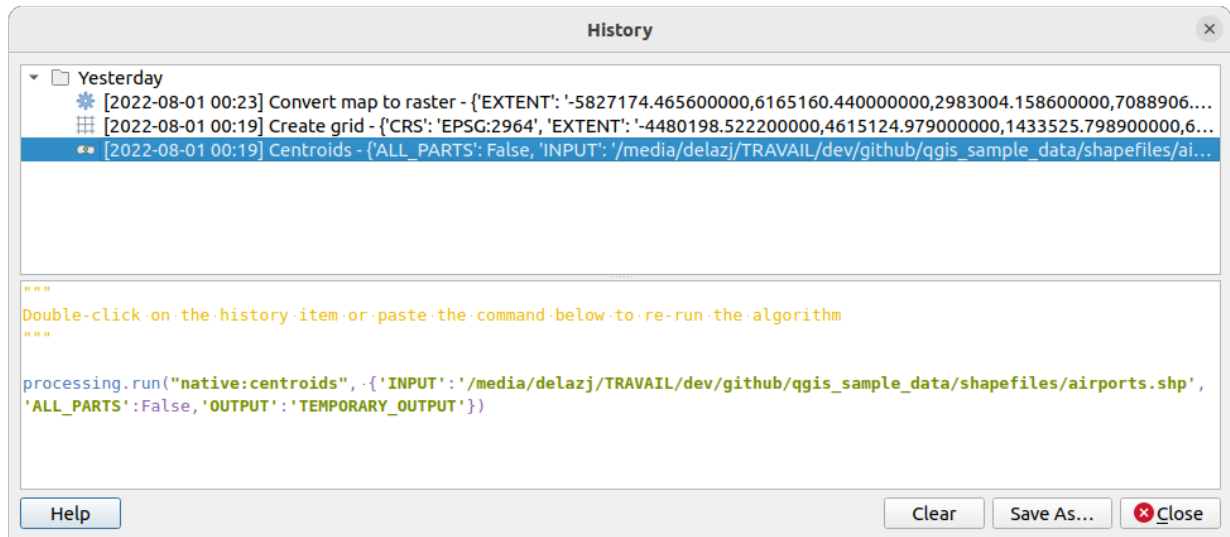 History
Yesterday
[2022-08-01 00:23] Convert map to raster - {'EXTENT': '-5827174.465600000,6165160.440000000,2983004.158600000,7088906....
[2022-08-01 00:19] Create grid - {'CRS': 'EPSG:2964', 'EXTENT': '-4480198.522200000,4615124.979000000,1433525.798900000,6...
[2022-08-01 00:19] Centroids - {'ALL_PARTS': False, 'INPUT': '/media/delazj/TRAVAIL/dev/github/qgis_sample_data/shapefiles/ai...
"""
Double-click·on·the·history·item·or·paste·the·command·below·to·re-run·the·algorithm
"""
processing.run("native:centroids",·{'INPUT':'/media/delazj/TRAVAIL/dev/github/qgis_sample_data/shapefiles/airports.shp',
'ALL_PARTS':False,'OUTPUT':'TEMPORARY_OUTPUT'})
Help
Clear
Save As...
Close